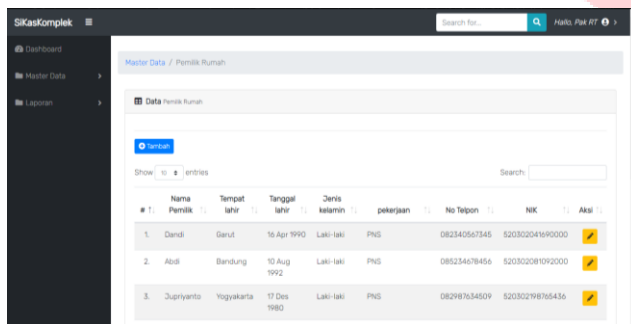 SiKasKomplek Search for... Hallo, Pak RT
Dashboard
Master Data
Laporan
Master Data / Pemilik Rumah
Data Pemilik Rumah
Tambah
Show 10 entries Search:
# Nama Pemilik Tempat lahir Tanggal lahir Jenis kelamin pekerjaan No Telpon NIK Aksi
1. Dandi Garut 16 Apr 1990 Laki-laki PNS 082340567345 520302041690000
2. Abdi Bandung 10 Aug 1992 Laki-laki PNS 085234678456 520302081092000
3. Jupriyanto Yogyakarta 17 Des 1980 Laki-laki PNS 082987634509 520302198765436